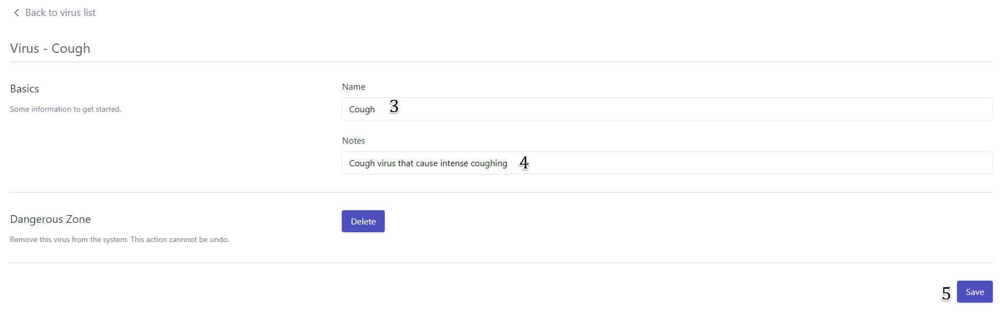 Back to virus list
Virus - Cough
Basics
Some information to get started.
Name
Cough 3
Notes
Cough virus that cause intense coughing 4
Dangerous Zone
Remove this virus from the system. This action cannnot be undo.
Delete
5 Save